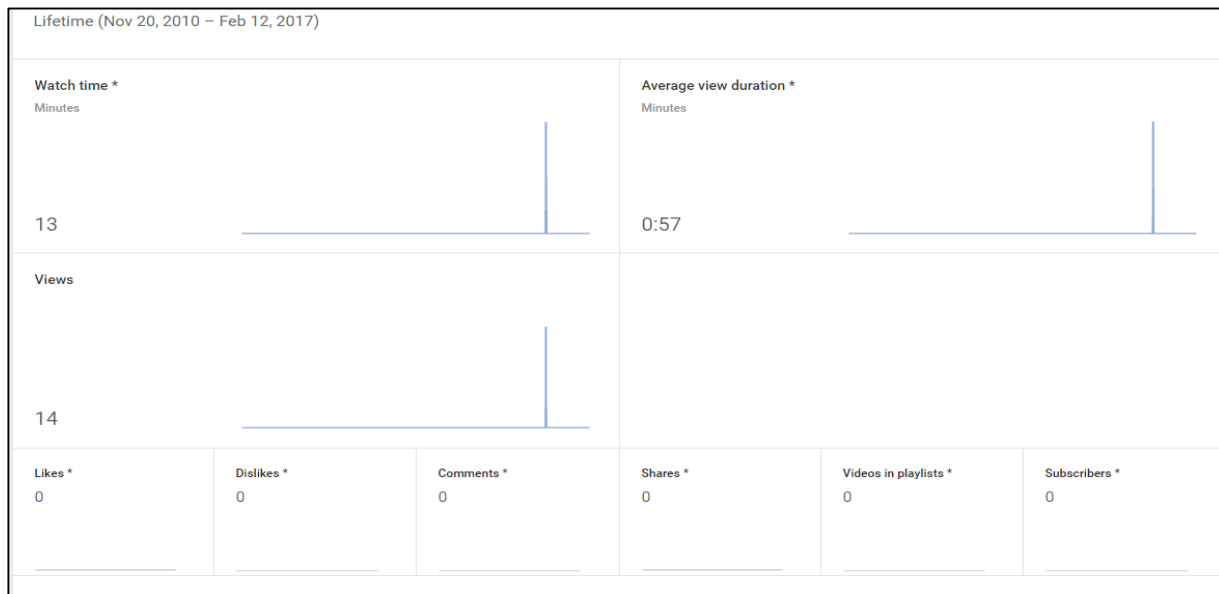 Lifetime (Nov 20, 2010 – Feb 12, 2017)
Watch time *
Minutes
13
Average view duration *
Minutes
0:57
Views
14
Likes *
0
Dislikes *
0
Comments *
0
Shares *
0
Videos in playlists *
0
Subscribers *
0